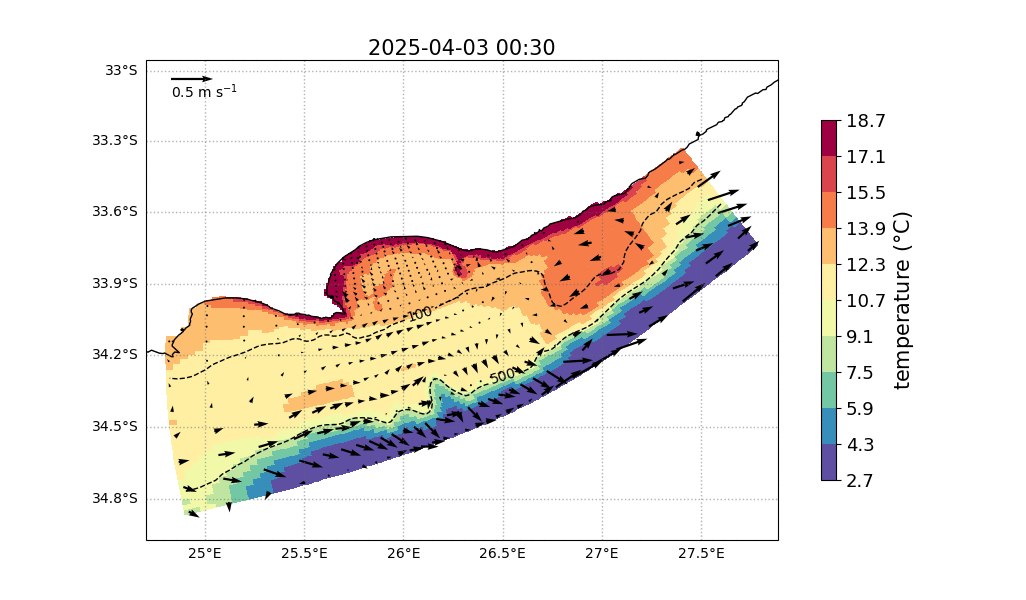 2025-04-03 00:30
0.5 m s⁻¹
33°S
33.3°S
33.6°S
33.9°S
34.2°S
34.5°S
34.8°S
25°E
25.5°E
26°E
26.5°E
27°E
27.5°E
100
500
18.7
17.1
15.5
13.9
12.3
10.7
9.1
7.5
5.9
4.3
2.7
temperature (°C)